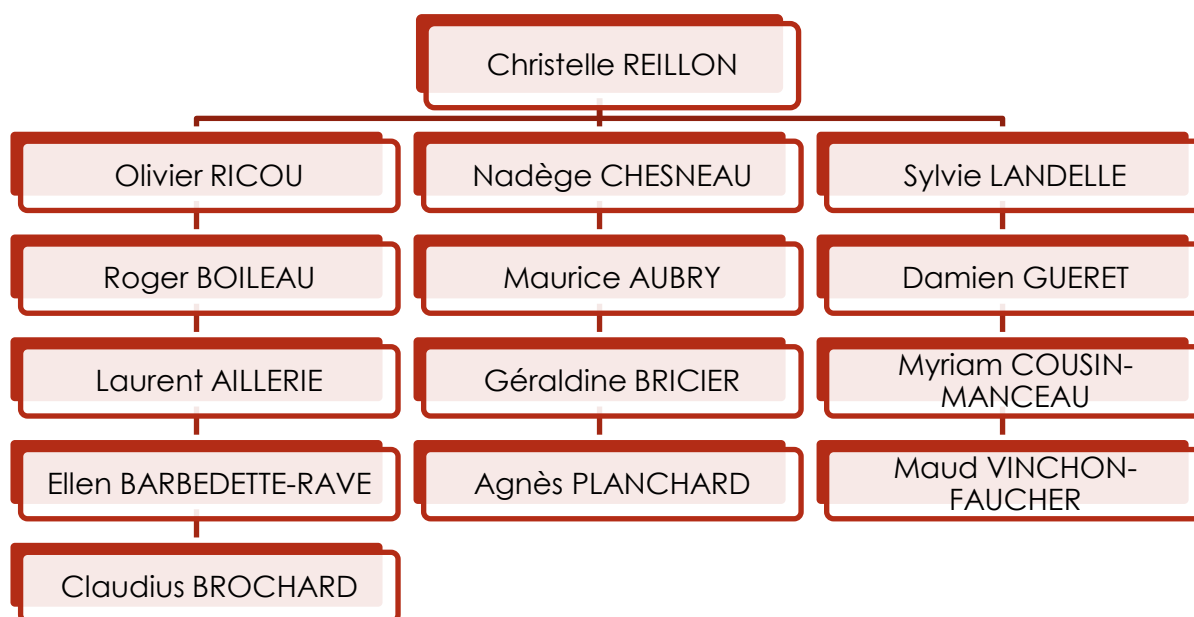 Christelle REILLON
Olivier RICOU
Nadège CHESNEAU
Sylvie LANDELLE
Roger BOILEAU
Maurice AUBRY
Damien GUERET
Laurent AILLERIE
Géraldine BRICIER
Myriam COUSIN-
MANCEAU
Ellen BARBEDETTE-RAVE
Agnès PLANCHARD
Maud VINCHON-
FAUCHER
Claudius BROCHARD